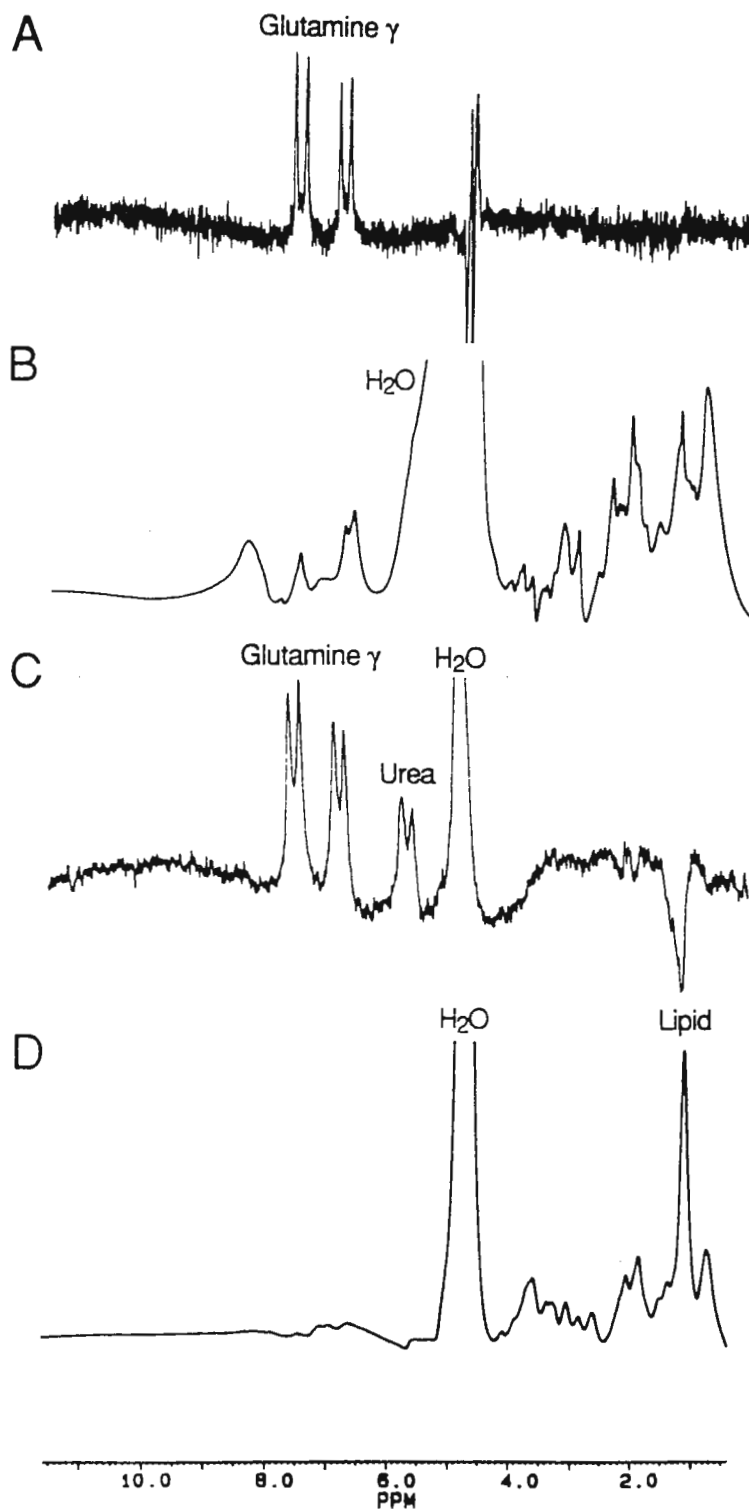 A
Glutamine γ
B
H₂O
C
Glutamine γ
H₂O
Urea
D
H₂O
Lipid
10.0 8.0 6.0 4.0 2.0
PPM